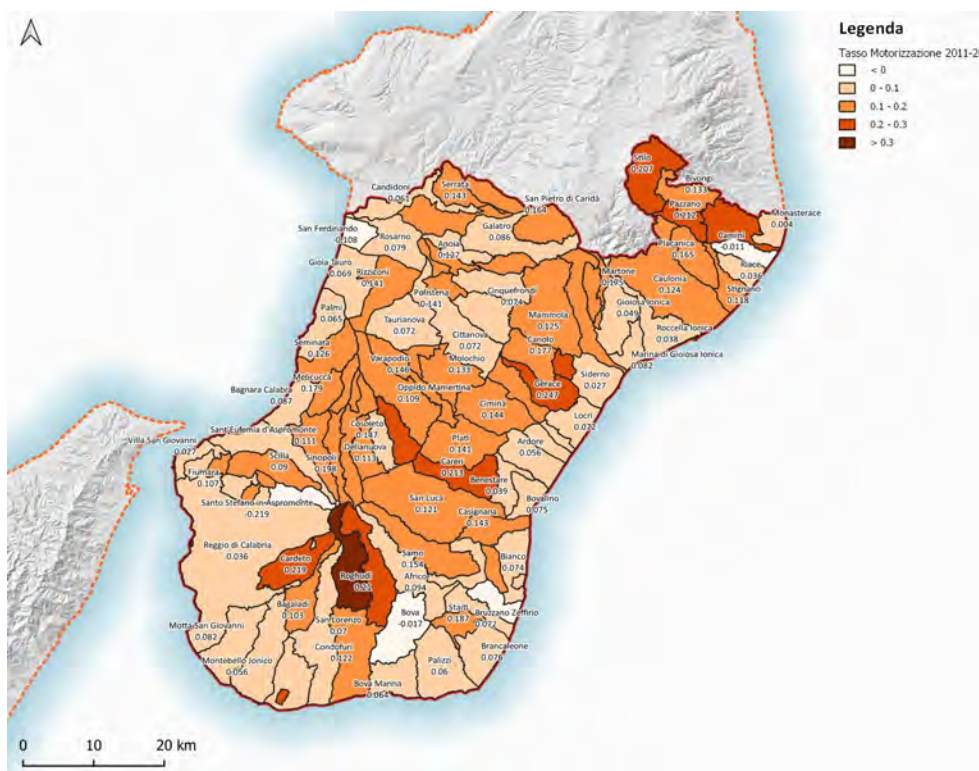 Legenda
Tasso Motorizzazione 2011-2
< 0
0 - 0.1
0.1 - 0.2
0.2 - 0.3
> 0.3
Stilo
0.207
Bivongi
0.133
Candidoni
0.061
Serrata
0.143
San Pietro di Caridà
0.164
Pazzano
0.212
Monasterace
0.004
San Ferdinando
-0.108
Rosarno
0.079
Galatro
0.086
Camini
-0.011
Anoia
0.127
Placanica
0.165
Riace
0.036
Gioia Tauro
0.069
Rizziconi
0.141
Martone
0.175
Caulonia
0.124
Stignano
0.118
Polistena
0.141
Cinquefrondi
0.074
Gioiosa Ionica
0.049
Palmi
0.065
Taurianova
0.072
Mammola
0.125
Roccella Ionica
0.038
Cittanova
0.072
Canolo
0.177
Seminara
0.126
Marina di Gioiosa Ionica
0.082
Varapodio
0.146
Molochio
0.133
Siderno
0.027
Melicuccà
0.179
Gerace
0.247
Bagnara Calabra
0.087
Oppido Mamertina
0.109
Ciminà
0.144
Locri
0.072
Cosoleto
0.147
Sant'Eufemia d'Aspromonte
0.111
Platì
0.141
Ardore
0.056
Villa San Giovanni
0.027
Delianuova
0.113
Scilla
0.09
Sinopoli
0.198
Careri
0.213
Fiumara
0.107
Benestare
0.039
San Luca
0.121
Bovalino
0.075
Santo Stefano in Aspromonte
-0.219
Casignana
0.143
Reggio di Calabria
0.036
Cardeto
0.219
Samo
0.154
Bianco
0.074
Roghudi
0.21
Africo
0.094
Bagaladi
0.103
San Lorenzo
0.07
Bova
-0.017
Staiti
0.187
Bruzzano Zeffirio
0.072
Motta San Giovanni
0.082
Condofuri
0.122
Brancaleone
0.076
Montebello Jonico
0.056
Palizzi
0.06
Bova Marina
0.064
0
10
20 km